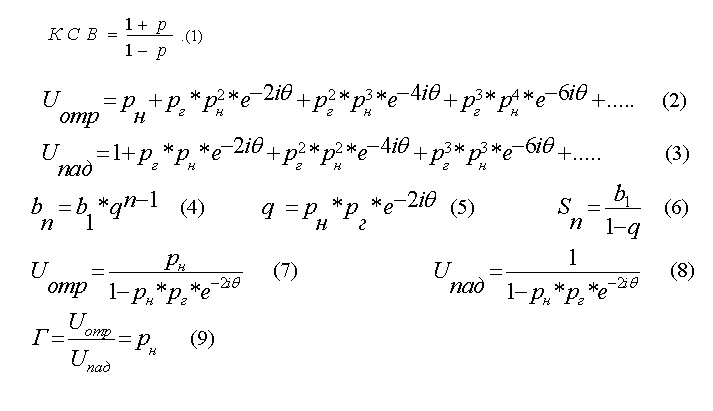 КСВ = (1 + p)/(1 − p) .(1)
U_отр = p_н + p_г*p_н^2*e^−2iθ + p_г^2*p_н^3*e^−4iθ + p_г^3*p_н^4*e^−6iθ +..... (2)
U_пад = 1+ p_г*p_н*e^−2iθ + p_г^2*p_н^2*e^−4iθ + p_г^3*p_н^3*e^−6iθ +..... (3)
b_n = b_1*q^n−1 (4) q = p_н*p_г*e^−2iθ (5) S_n = b_1/(1−q) (6)
U_отр = p_н/(1− p_н*p_г*e^−2iθ) (7) U_пад = 1/(1− p_н*p_г*e^−2iθ) (8)
Г = U_отр/U_пад = p_н (9)